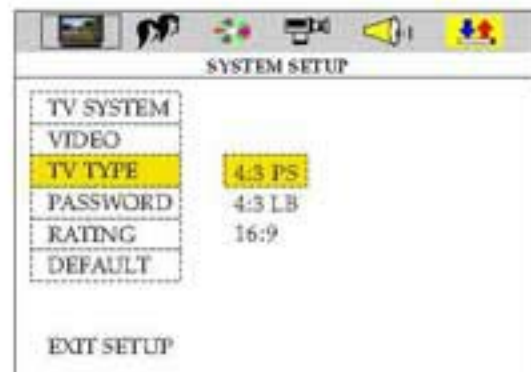 SYSTEM SETUP
TV SYSTEM
VIDEO
TV TYPE
4:3 PS
PASSWORD
4:3 LB
RATING
16:9
DEFAULT
EXIT SETUP